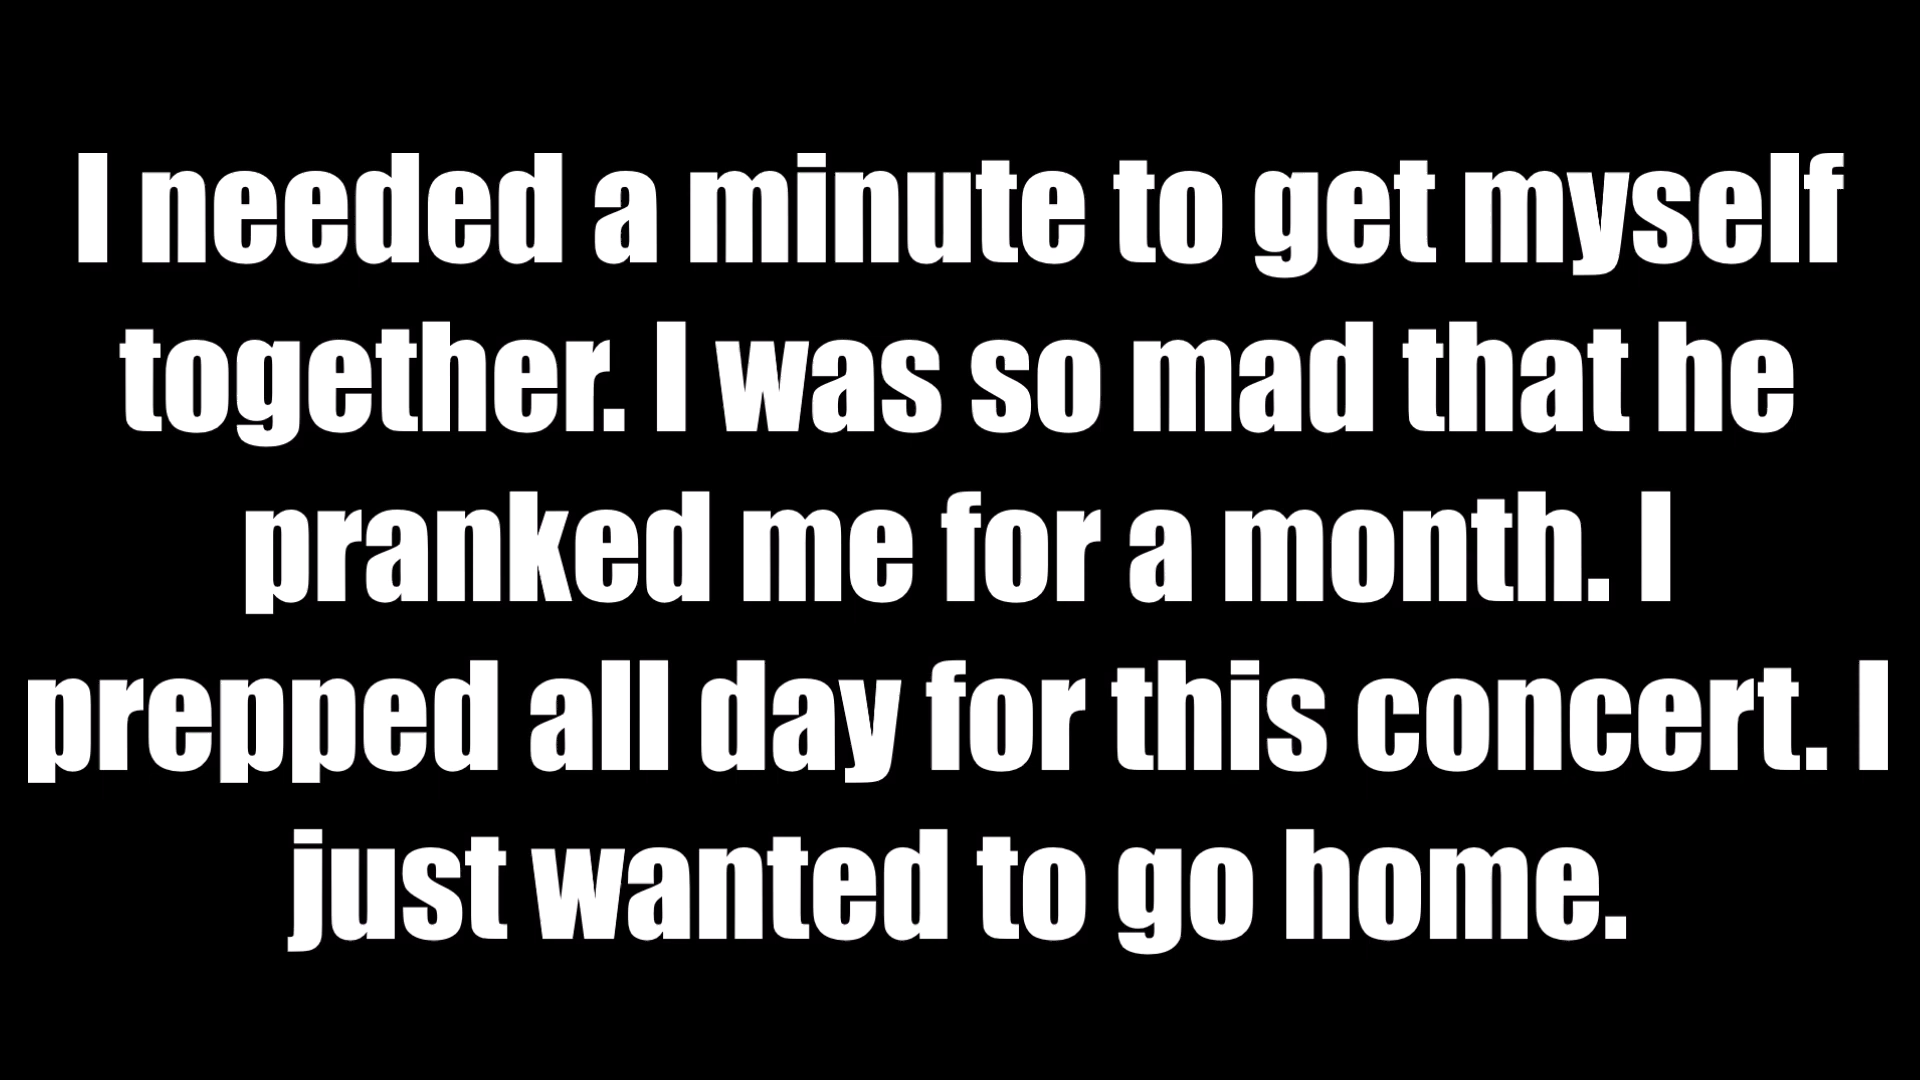 I needed a minute to get myself
together. I was so mad that he
pranked me for a month. I
prepped all day for this concert. I
just wanted to go home.